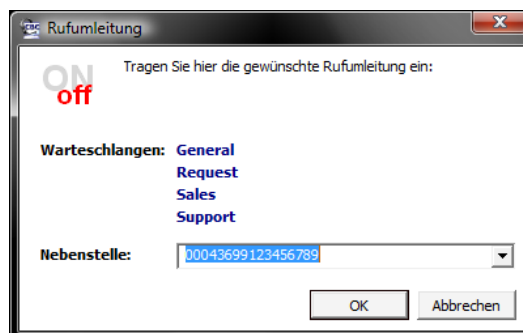 Rufumleitung
ON
off
Tragen Sie hier die gewünschte Rufumleitung ein:
Warteschlangen: General
Request
Sales
Support
Nebenstelle: 00043699123456789
OK Abbrechen